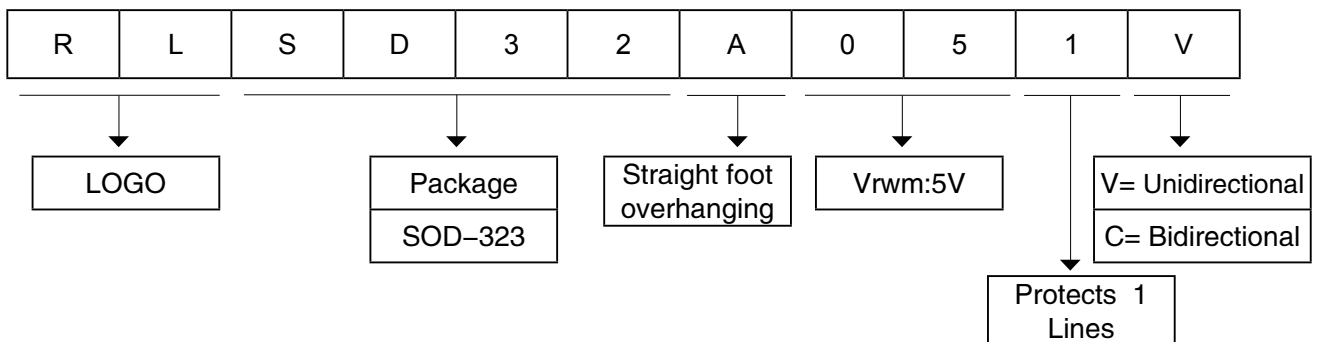 R L S D 3 2 A 0 5 1 V
LOGO
Package
SOD–323
Straight foot
overhanging
Vrwm:5V
V= Unidirectional
C= Bidirectional
Protects 1
Lines